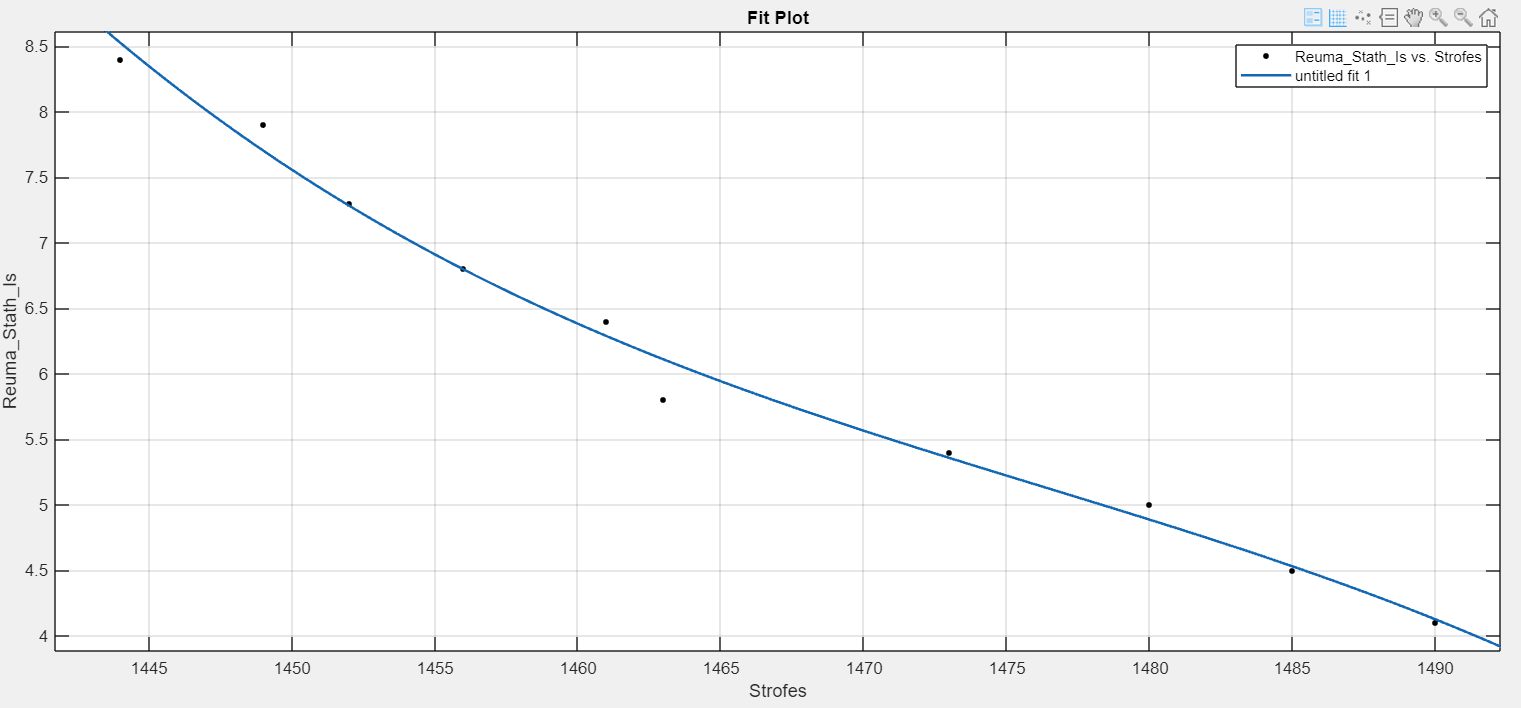 Fit Plot
Reuma_Stath_Is vs. Strofes
untitled fit 1
8.5
8
7.5
7
6.5
6
5.5
5
4.5
4
Reuma_Stath_Is
1445 1450 1455 1460 1465 1470 1475 1480 1485 1490
Strofes